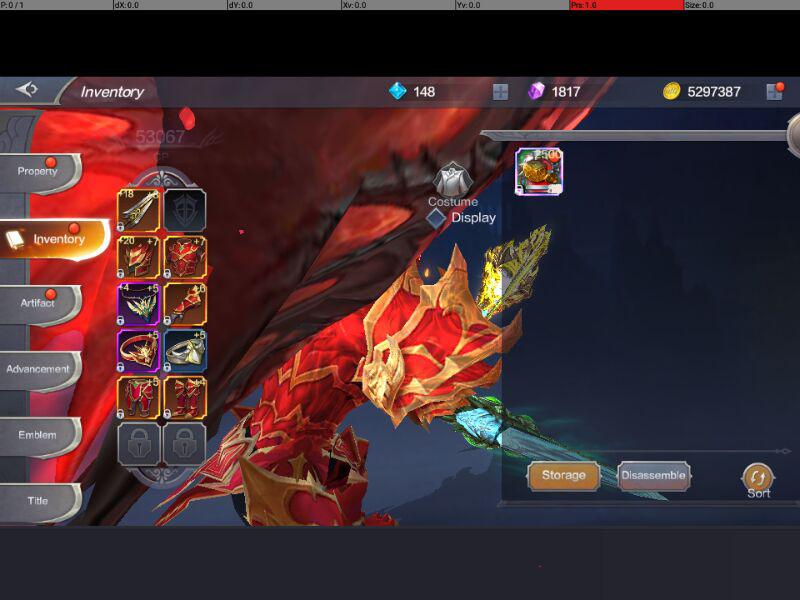 P: 0 / 1 dX: 0.0 dY: 0.0 Xv: 0.0 Yv: 0.0 Prs: 1.0 Size: 0.0
Inventory 148 1817 5297387
53067
CP
Property
Costume
Display
Inventory
Artifact
Advancement
Emblem
Title
Storage Disassemble
Sort